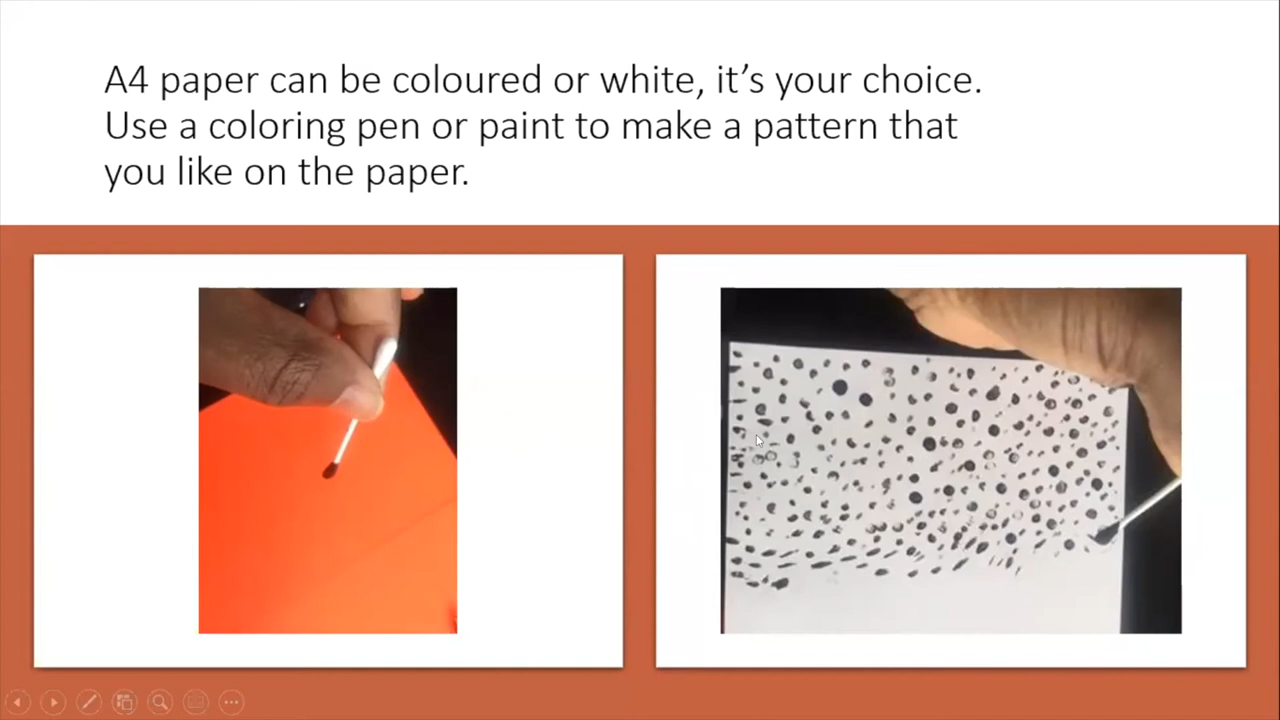 A4 paper can be coloured or white, it’s your choice.
Use a coloring pen or paint to make a pattern that
you like on the paper.